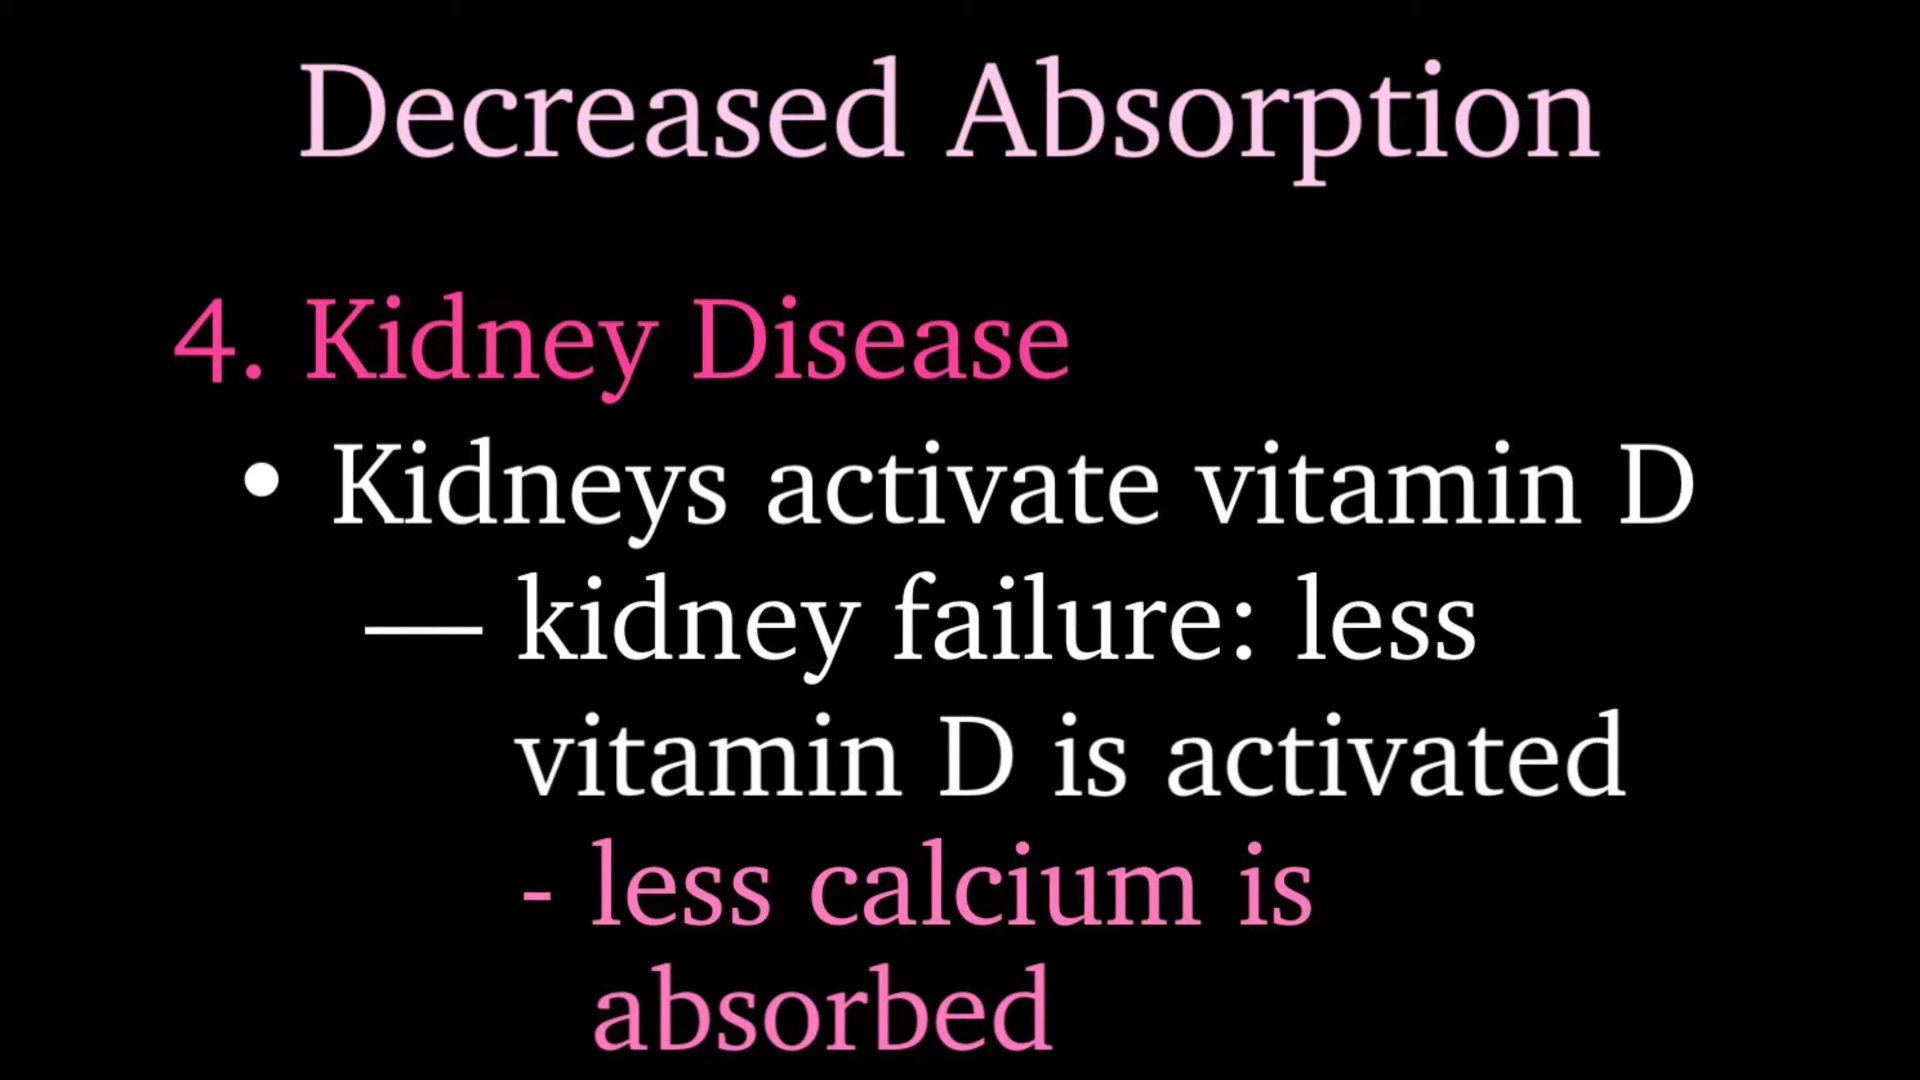 Decreased Absorption
4. Kidney Disease
• Kidneys activate vitamin D
— kidney failure: less
vitamin D is activated
- less calcium is
absorbed